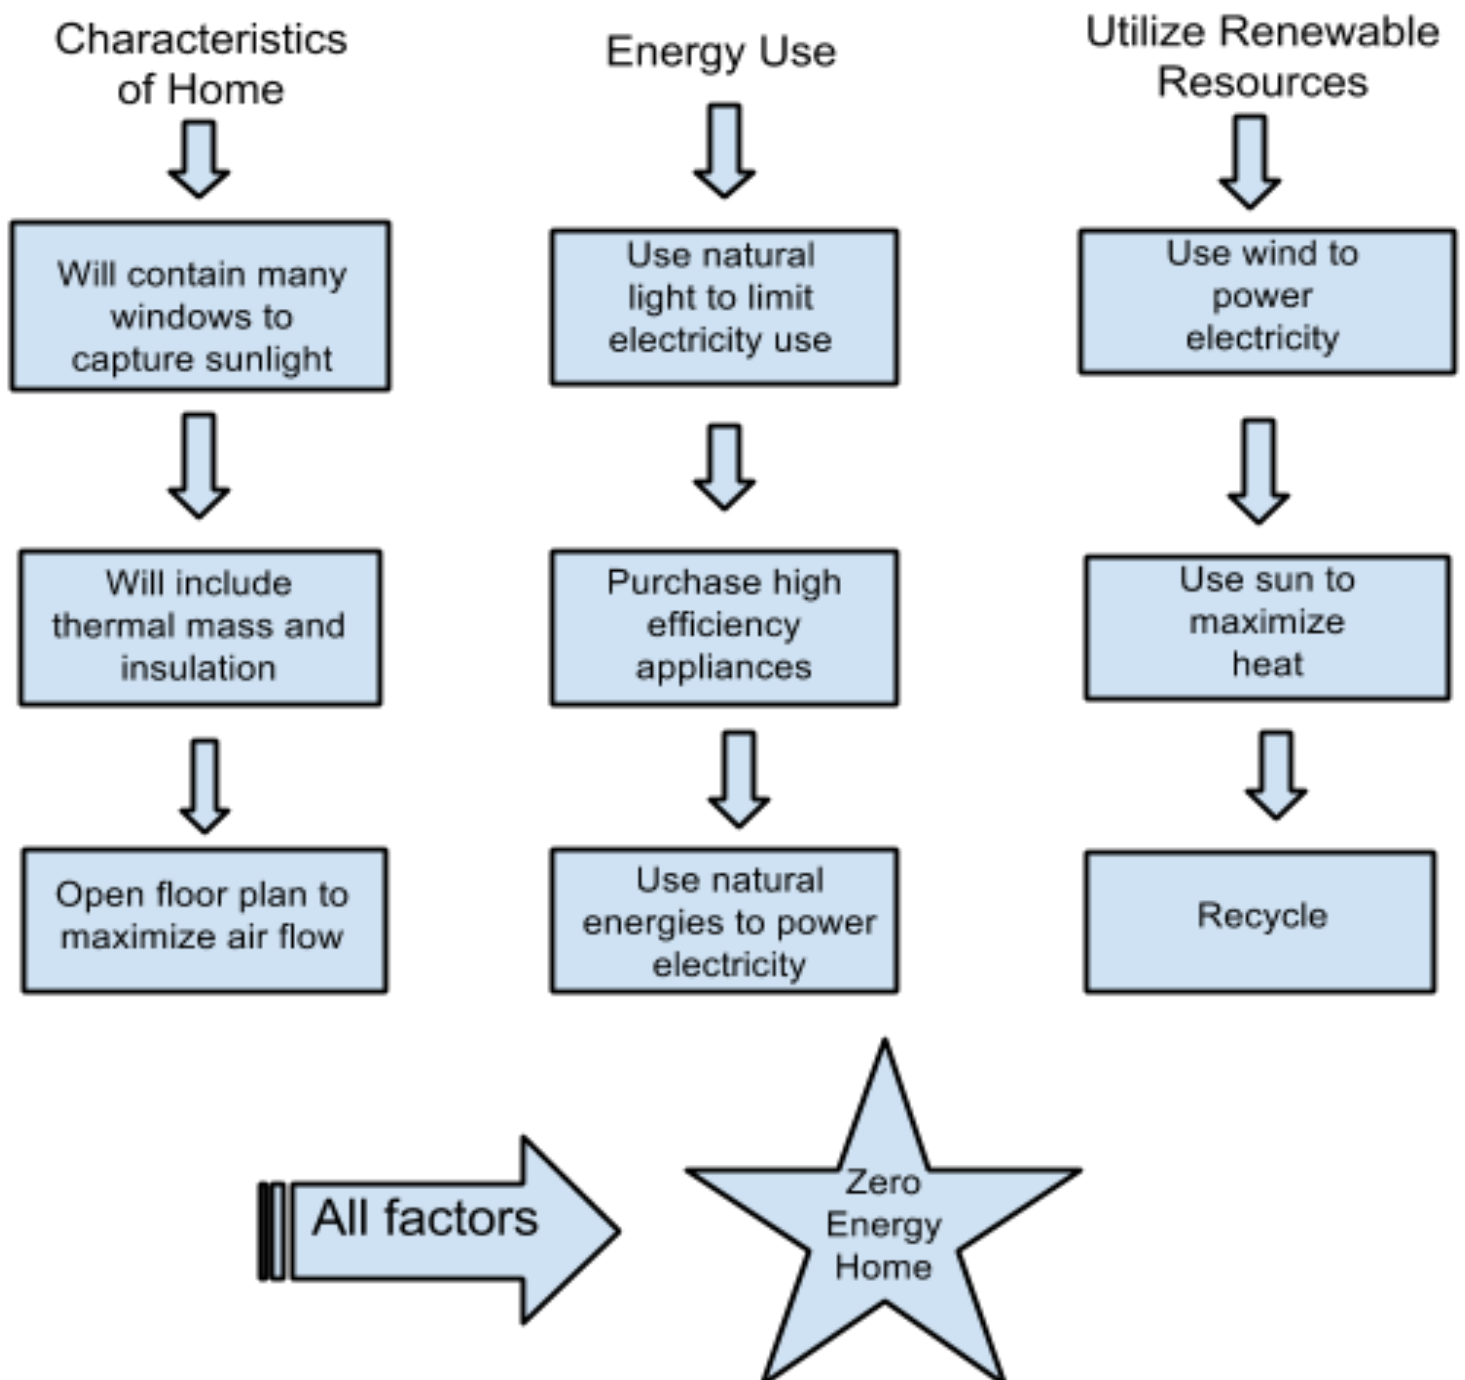 Characteristics
of Home
Will contain many
windows to
capture sunlight
Will include
thermal mass and
insulation
Open floor plan to
maximize air flow
Energy Use
Use natural
light to limit
electricity use
Purchase high
efficiency
appliances
Use natural
energies to power
electricity
Utilize Renewable
Resources
Use wind to
power
electricity
Use sun to
maximize
heat
Recycle
All factors
Zero
Energy
Home